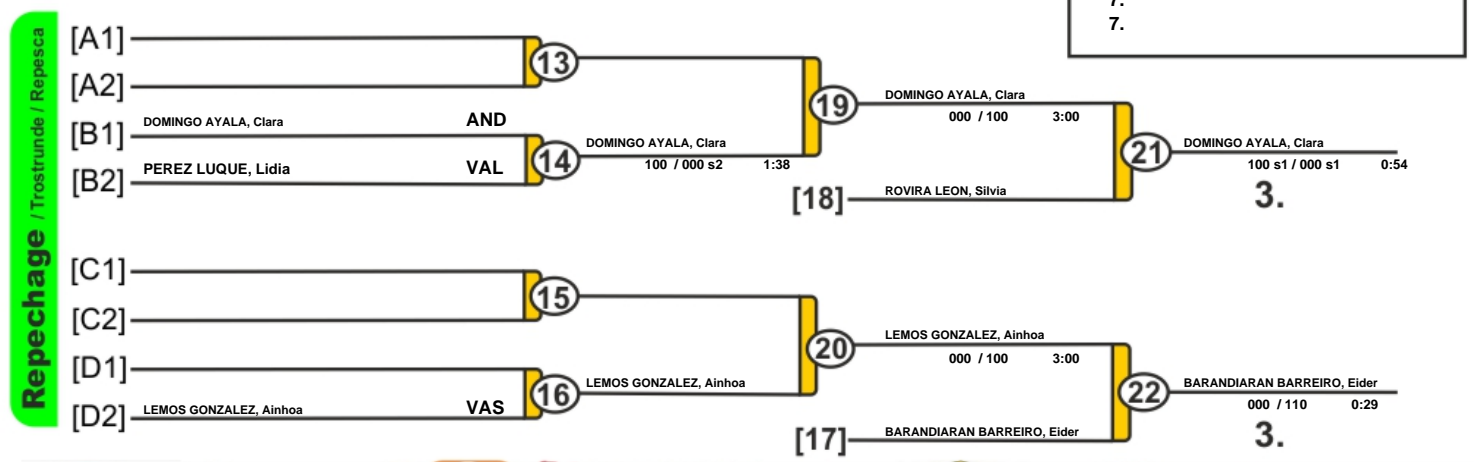 7.
7.
Repechage / Trostrunde / Repesca
[A1]
13
[A2]
19
DOMINGO AYALA, Clara
000 / 100 3:00
[B1] DOMINGO AYALA, Clara AND
14
DOMINGO AYALA, Clara
100 / 000 s2 1:38
[B2] PEREZ LUQUE, Lidia VAL
21
DOMINGO AYALA, Clara
100 s1 / 000 s1 0:54
3.
[18] ROVIRA LEON, Silvia
[C1]
15
[C2]
20
LEMOS GONZALEZ, Ainhoa
000 / 100 3:00
[D1]
16
LEMOS GONZALEZ, Ainhoa
[D2] LEMOS GONZALEZ, Ainhoa VAS
22
BARANDIARAN BARREIRO, Eider
000 / 110 0:29
3.
[17] BARANDIARAN BARREIRO, Eider